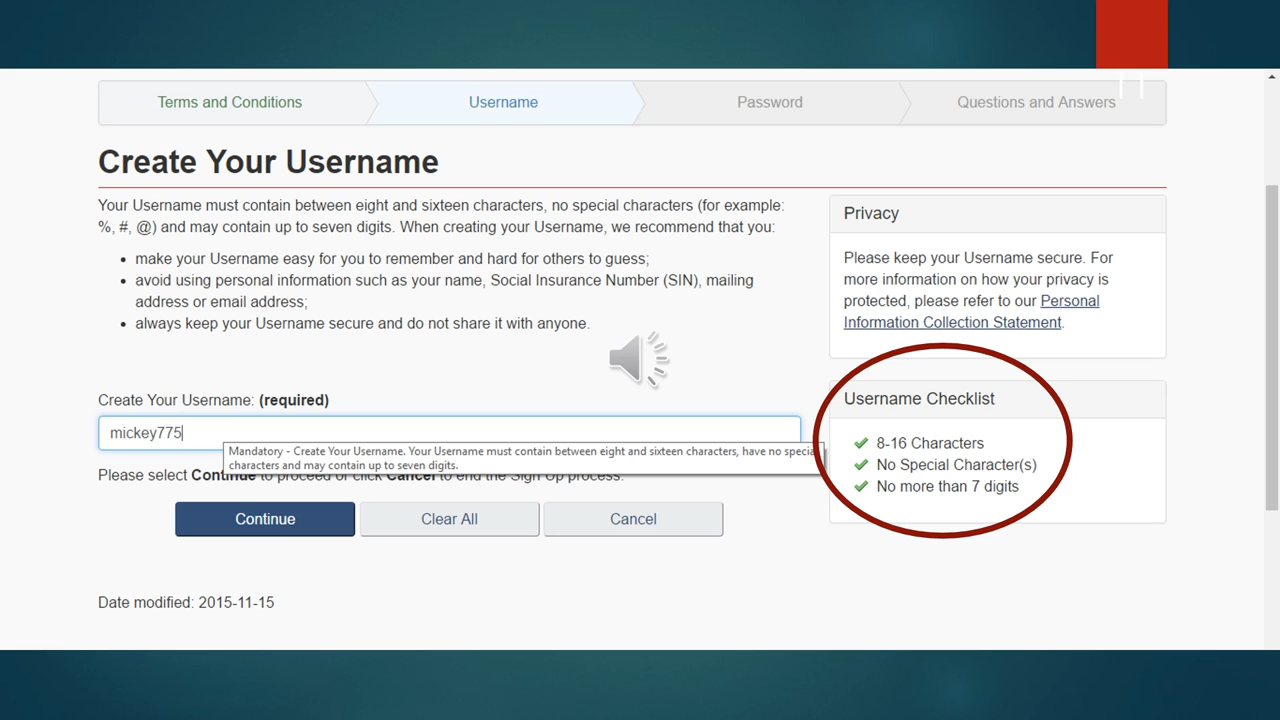 Terms and Conditions
Username
Password
Questions and Answers
Create Your Username
Your Username must contain between eight and sixteen characters, no special characters (for example:
%, #, @) and may contain up to seven digits. When creating your Username, we recommend that you:
make your Username easy for you to remember and hard for others to guess;
avoid using personal information such as your name, Social Insurance Number (SIN), mailing
address or email address;
always keep your Username secure and do not share it with anyone.
Create Your Username: (required)
mickey775
Mandatory - Create Your Username. Your Username must contain between eight and sixteen characters, have no specia
characters and may contain up to seven digits.
Please select Continue to proceed or click Cancel to end the Sign Up process.
Continue
Clear All
Cancel
Date modified: 2015-11-15
Privacy
Please keep your Username secure. For
more information on how your privacy is
protected, please refer to our Personal
Information Collection Statement.
Username Checklist
8-16 Characters
No Special Character(s)
No more than 7 digits